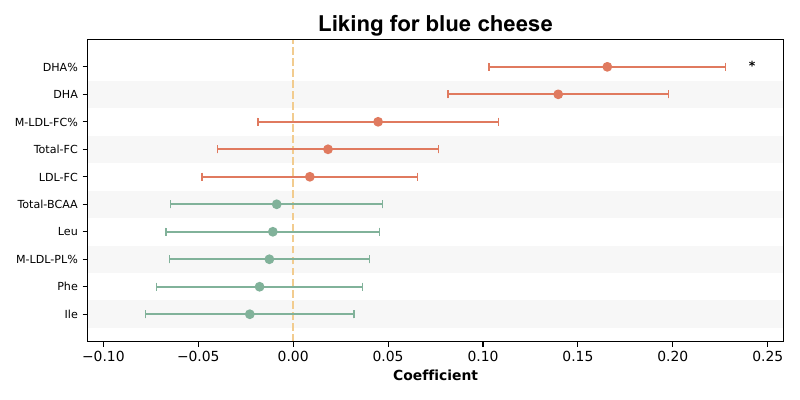 Liking for blue cheese
DHA%
*
DHA
M-LDL-FC%
Total-FC
LDL-FC
Total-BCAA
Leu
M-LDL-PL%
Phe
Ile
−0.10 −0.05 0.00 0.05 0.10 0.15 0.20 0.25
Coefficient